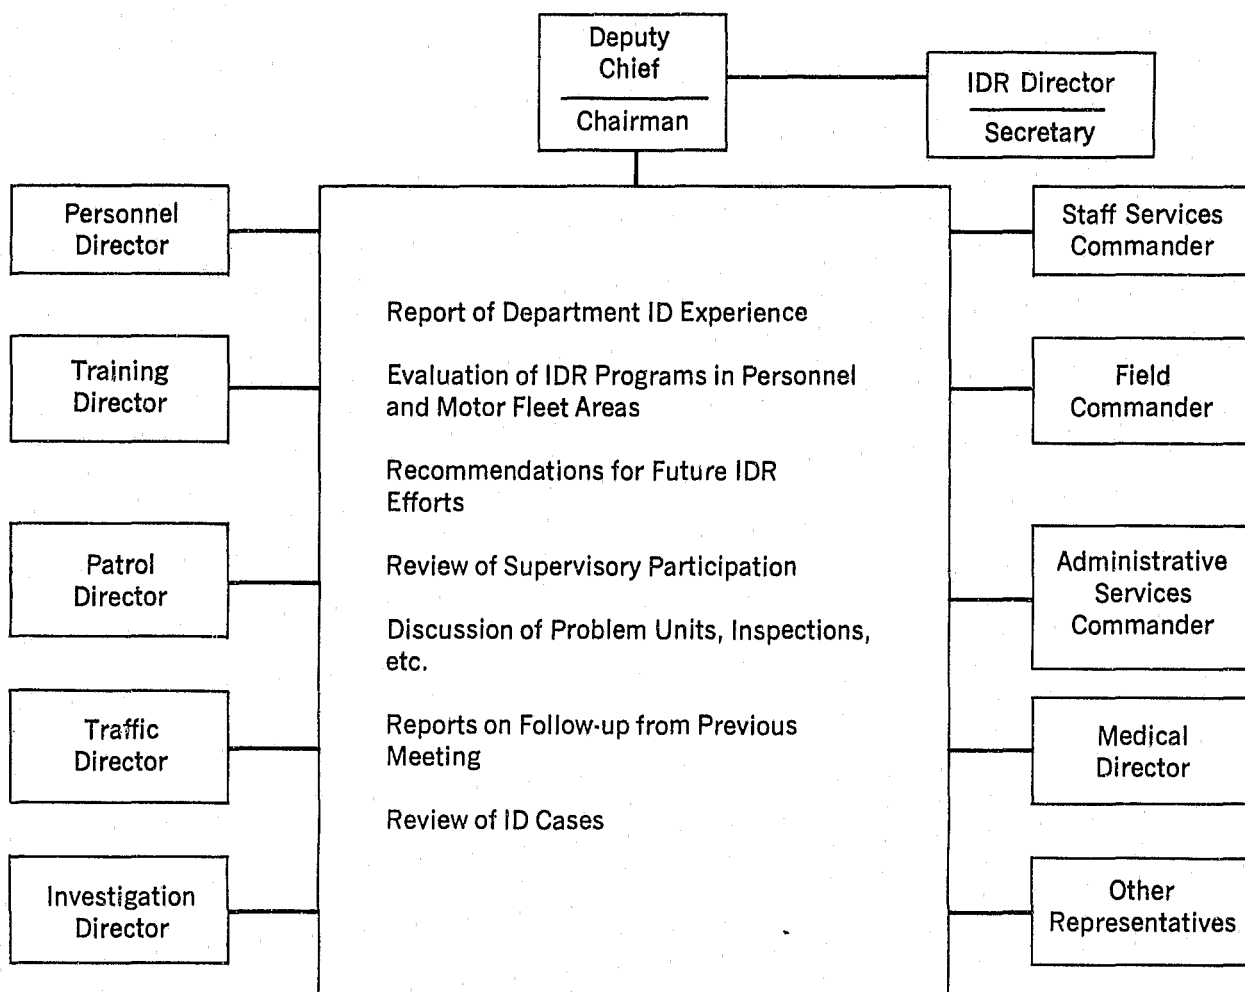 Deputy
Chief
Chairman
IDR Director
Secretary
Personnel
Director
Training
Director
Patrol
Director
Traffic
Director
Investigation
Director
Report of Department ID Experience
Evaluation of IDR Programs in Personnel
and Motor Fleet Areas
Recommendations for Future IDR
Efforts
Review of Supervisory Participation
Discussion of Problem Units, Inspections,
etc.
Reports on Follow-up from Previous
Meeting
Review of ID Cases
Staff Services
Commander
Field
Commander
Administrative
Services
Commander
Medical
Director
Other
Representatives